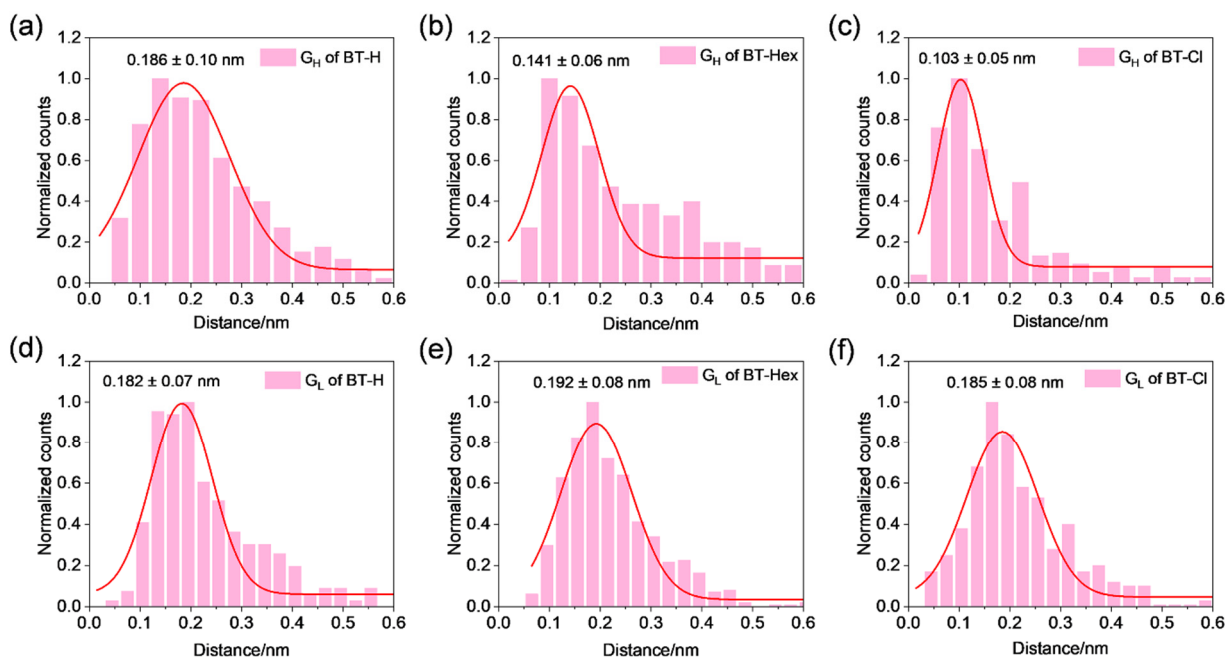 (a)
0.186 ± 0.10 nm
G_H of BT-H
Normalized counts
1.2
1.0
0.8
0.6
0.4
0.2
0.0
0.0 0.1 0.2 0.3 0.4 0.5 0.6
Distance/nm
(b)
0.141 ± 0.06 nm
G_H of BT-Hex
Normalized counts
1.2
1.0
0.8
0.6
0.4
0.2
0.0
0.0 0.1 0.2 0.3 0.4 0.5 0.6
Distance/nm
(c)
0.103 ± 0.05 nm
G_H of BT-Cl
Normalized counts
1.2
1.0
0.8
0.6
0.4
0.2
0.0
0.0 0.1 0.2 0.3 0.4 0.5 0.6
Distance/nm
(d)
0.182 ± 0.07 nm
G_L of BT-H
Normalized counts
1.2
1.0
0.8
0.6
0.4
0.2
0.0
0.0 0.1 0.2 0.3 0.4 0.5 0.6
Distance/nm
(e)
0.192 ± 0.08 nm
G_L of BT-Hex
Normalized counts
1.2
1.0
0.8
0.6
0.4
0.2
0.0
0.0 0.1 0.2 0.3 0.4 0.5 0.6
Distance/nm
(f)
0.185 ± 0.08 nm
G_L of BT-Cl
Normalized counts
1.2
1.0
0.8
0.6
0.4
0.2
0.0
0.0 0.1 0.2 0.3 0.4 0.5 0.6
Distance/nm